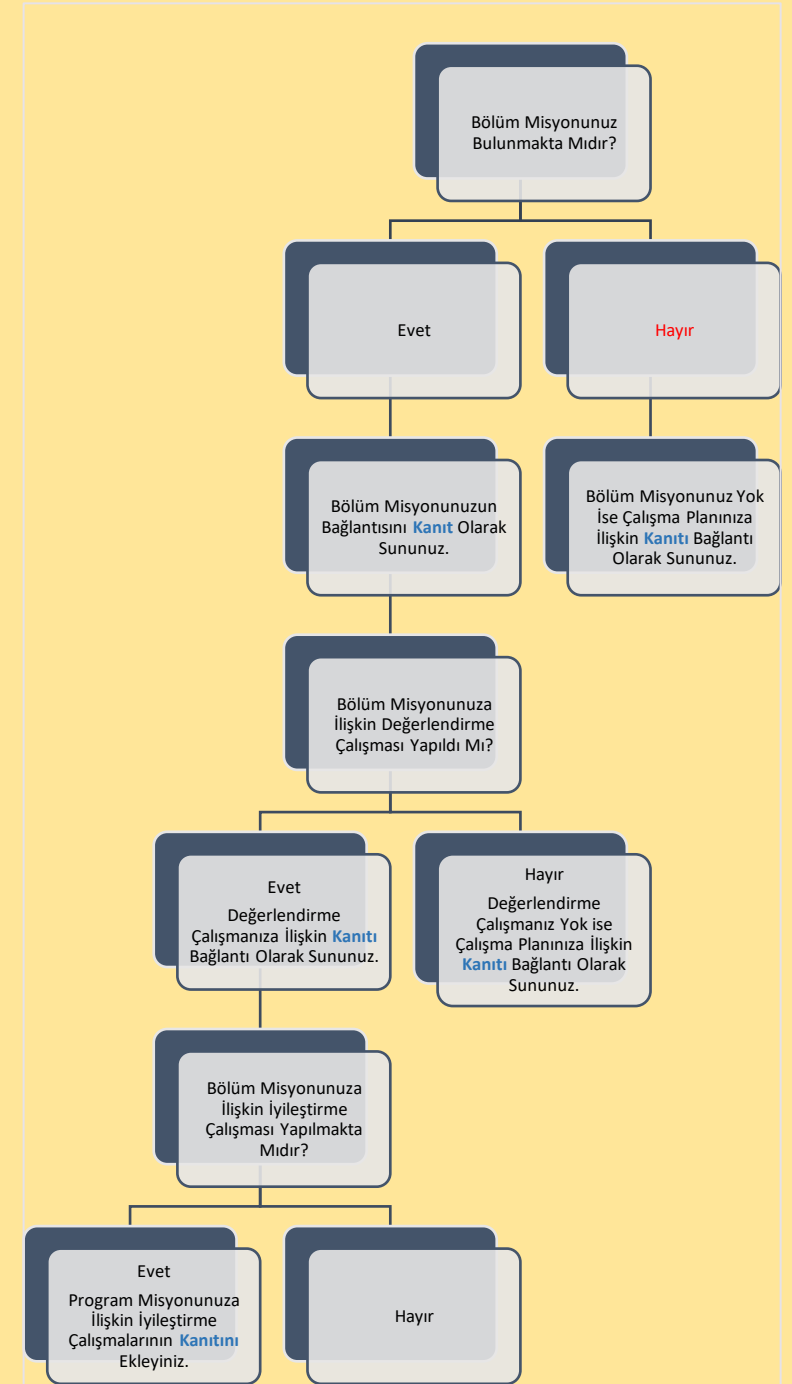 Bölüm Misyonunuz
Bulunmakta Mıdır?
Evet
Hayır
Bölüm Misyonunuzun
Bağlantısını Kanıt Olarak
Sununuz.
Bölüm Misyonunuz Yok
İse Çalışma Planınıza
İlişkin Kanıtı Bağlantı
Olarak Sununuz.
Bölüm Misyonunuza
İlişkin Değerlendirme
Çalışması Yapıldı Mı?
Evet
Değerlendirme
Çalışmanıza İlişkin Kanıtı
Bağlantı Olarak Sununuz.
Hayır
Değerlendirme
Çalışmanız Yok ise
Çalışma Planınıza İlişkin
Kanıtı Bağlantı Olarak
Sununuz.
Bölüm Misyonunuza
İlişkin İyileştirme
Çalışması Yapılmakta
Mıdır?
Evet
Program Misyonunuza
İlişkin İyileştirme
Çalışmalarının Kanıtını
Ekleyiniz.
Hayır